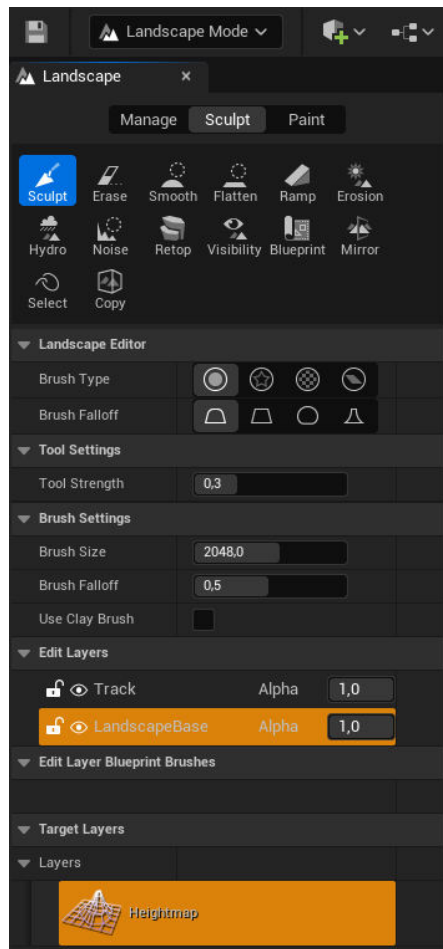 Landscape Mode
Landscape
Manage Sculpt Paint
Sculpt Erase Smooth Flatten Ramp Erosion
Hydro Noise Retop Visibility Blueprint Mirror
Select Copy
Landscape Editor
Brush Type
Brush Falloff
Tool Settings
Tool Strength 0,3
Brush Settings
Brush Size 2048,0
Brush Falloff 0,5
Use Clay Brush
Edit Layers
Track Alpha 1,0
LandscapeBase Alpha 1,0
Edit Layer Blueprint Brushes
Target Layers
Layers
Heightmap